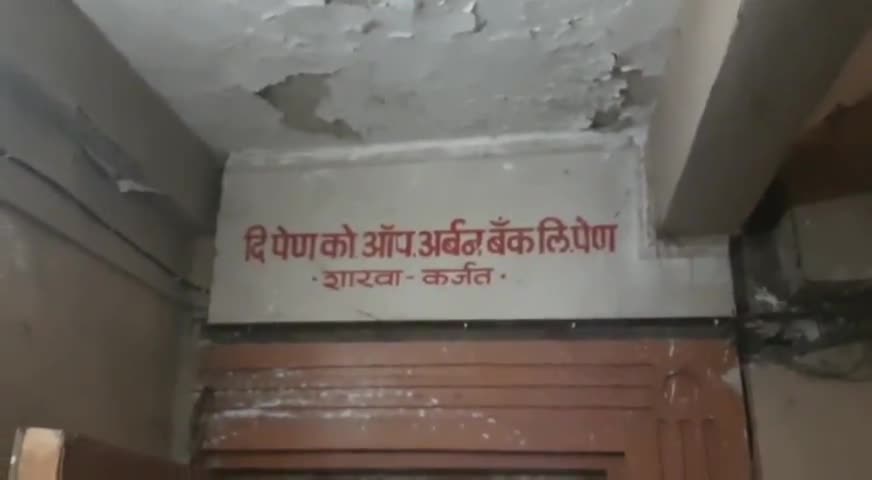 दि पेण को. ऑप. अर्बन बँक लि. पेण
· शाखा - कर्जत ·